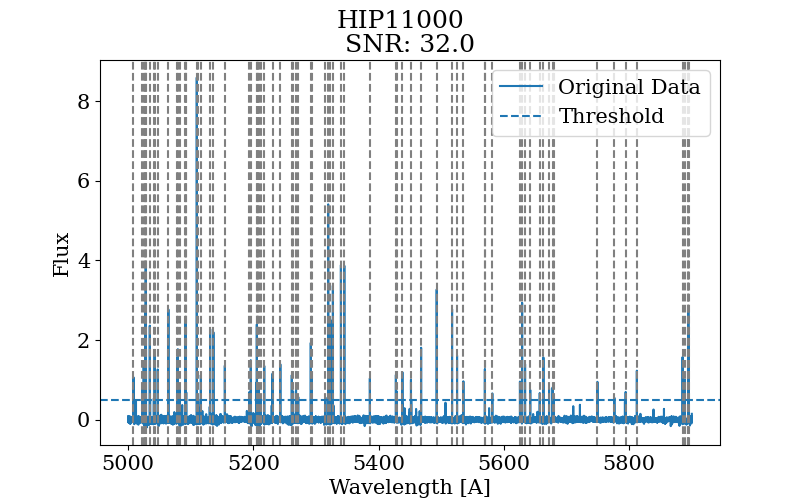 HIP11000
SNR: 32.0
Original Data
Threshold
Flux
8
6
4
2
0
5000 5200 5400 5600 5800
Wavelength [A]